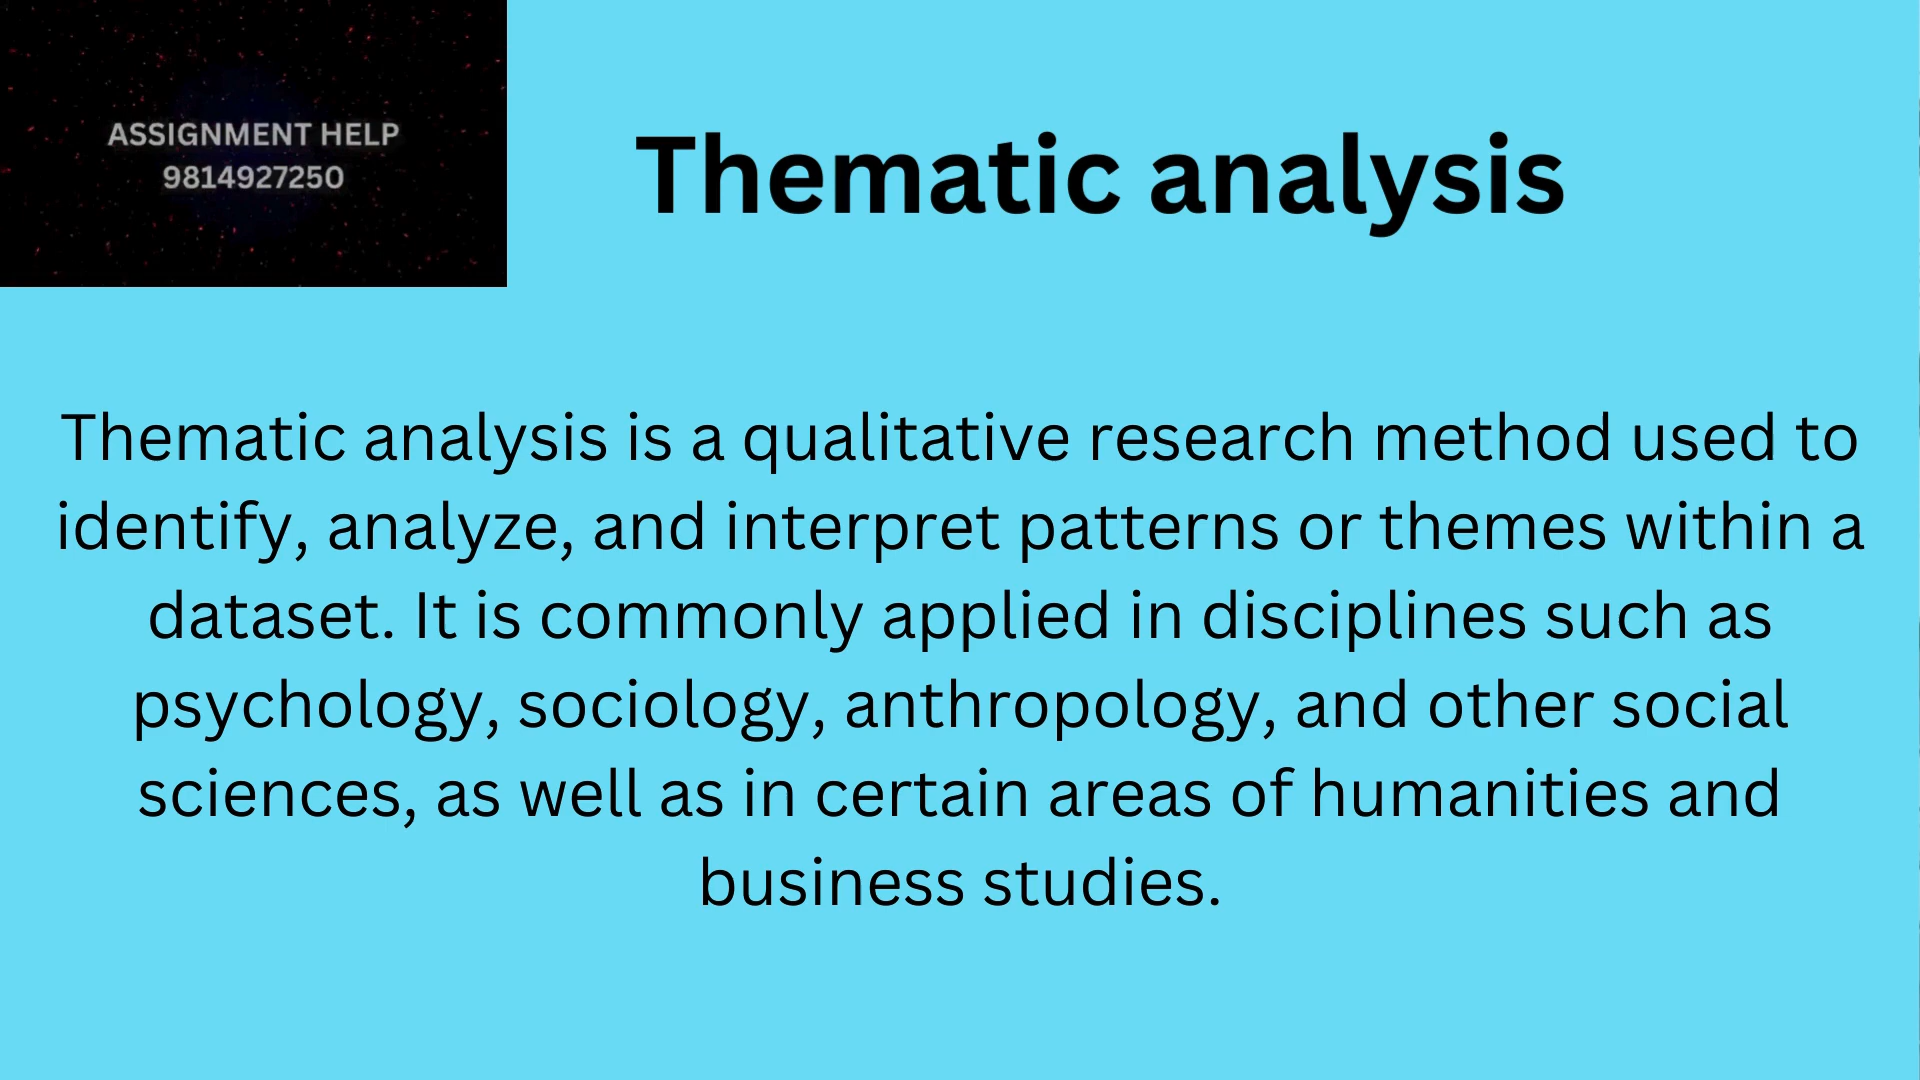 ASSIGNMENT HELP
9814927250
Thematic analysis
Thematic analysis is a qualitative research method used to
identify, analyze, and interpret patterns or themes within a
dataset. It is commonly applied in disciplines such as
psychology, sociology, anthropology, and other social
sciences, as well as in certain areas of humanities and
business studies.